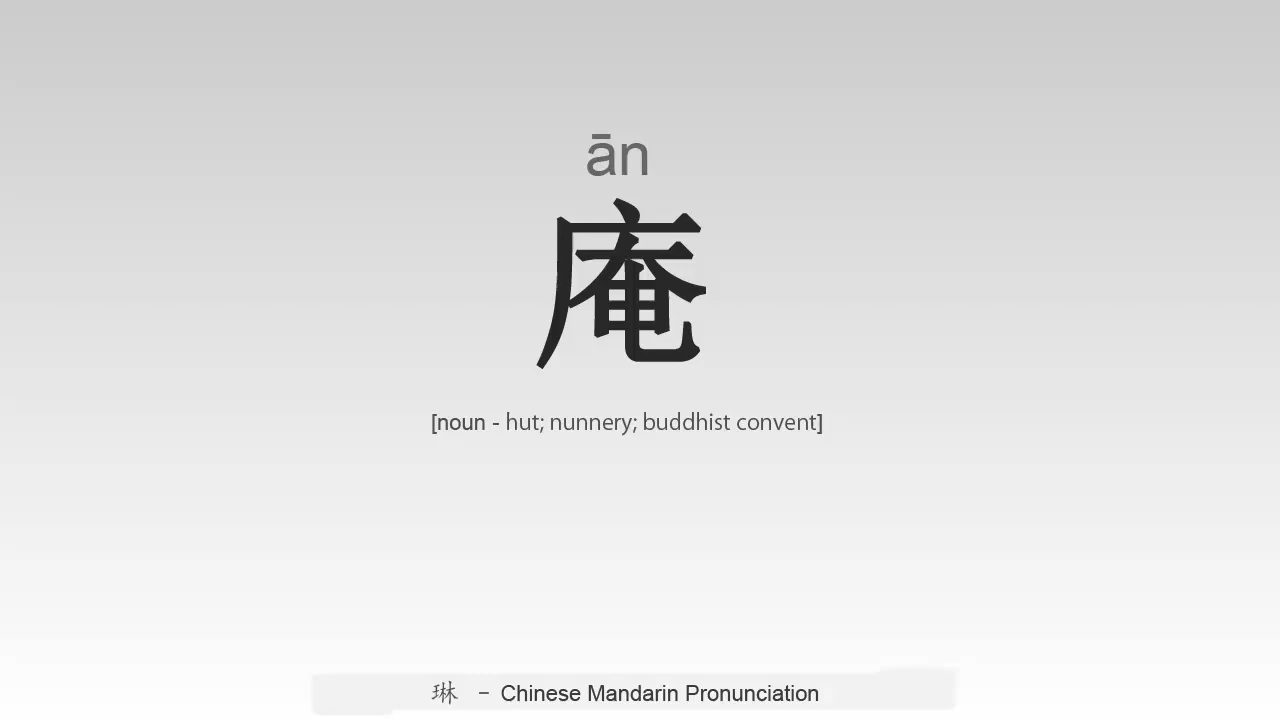 ān
庵
[noun - hut; nunnery; buddhist convent]
琳 - Chinese Mandarin Pronunciation